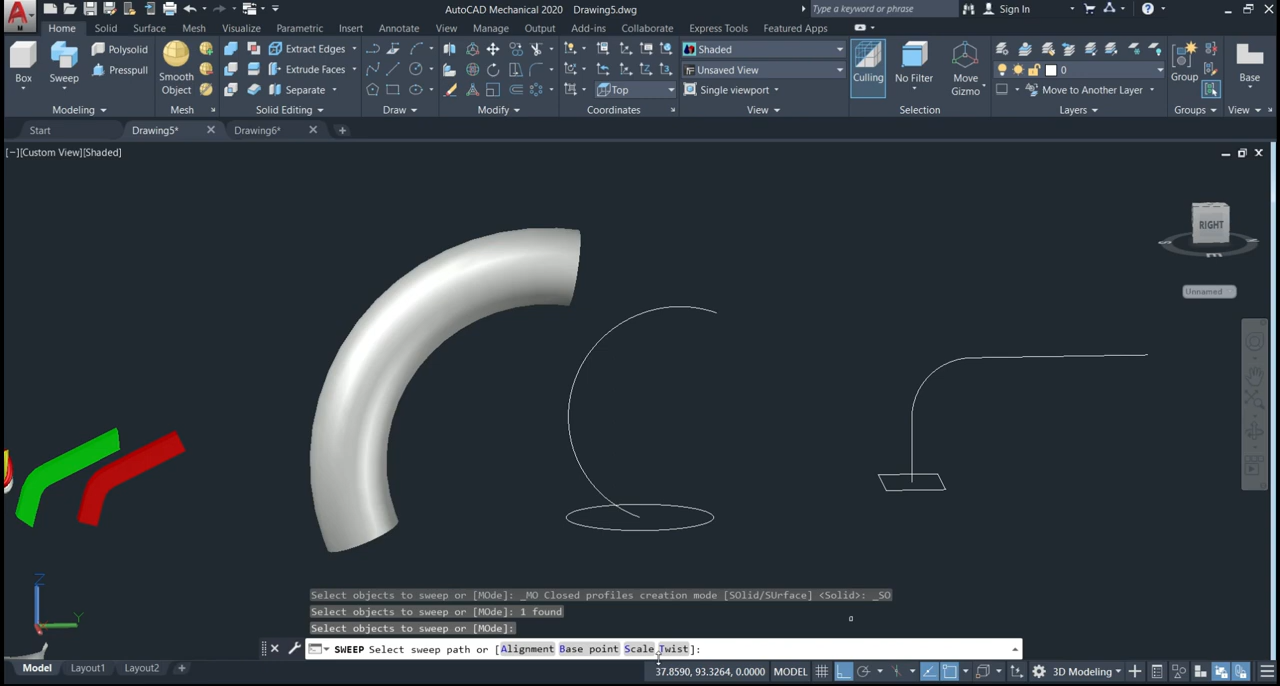 AutoCAD Mechanical 2020 Drawing5.dwg Type a keyword or phrase Sign In
Home Solid Surface Mesh Visualize Parametric Insert Annotate View Manage Output Add-ins Collaborate Express Tools Featured Apps
Polysolid Extract Edges Shaded
Box Sweep Presspull Smooth Object Extrude Faces Unsaved View Culling No Filter Move Gizmo 0 Group Base
Separate Top Single viewport Move to Another Layer
Modeling Mesh Solid Editing Draw Modify Coordinates View Selection Layers Groups View
Start Drawing5* Drawing6*
[−][Custom View][Shaded]
RIGHT
Unnamed
Z
Y
Select objects to sweep or [MOde]: _MO Closed profiles creation mode [SOlid/SUrface] <Solid>: _SO
Select objects to sweep or [MOde]: 1 found
Select objects to sweep or [MOde]:
SWEEP Select sweep path or [Alignment Base point Scale Twist]:
Model Layout1 Layout2 37.8590, 93.3264, 0.0000 MODEL 3D Modeling